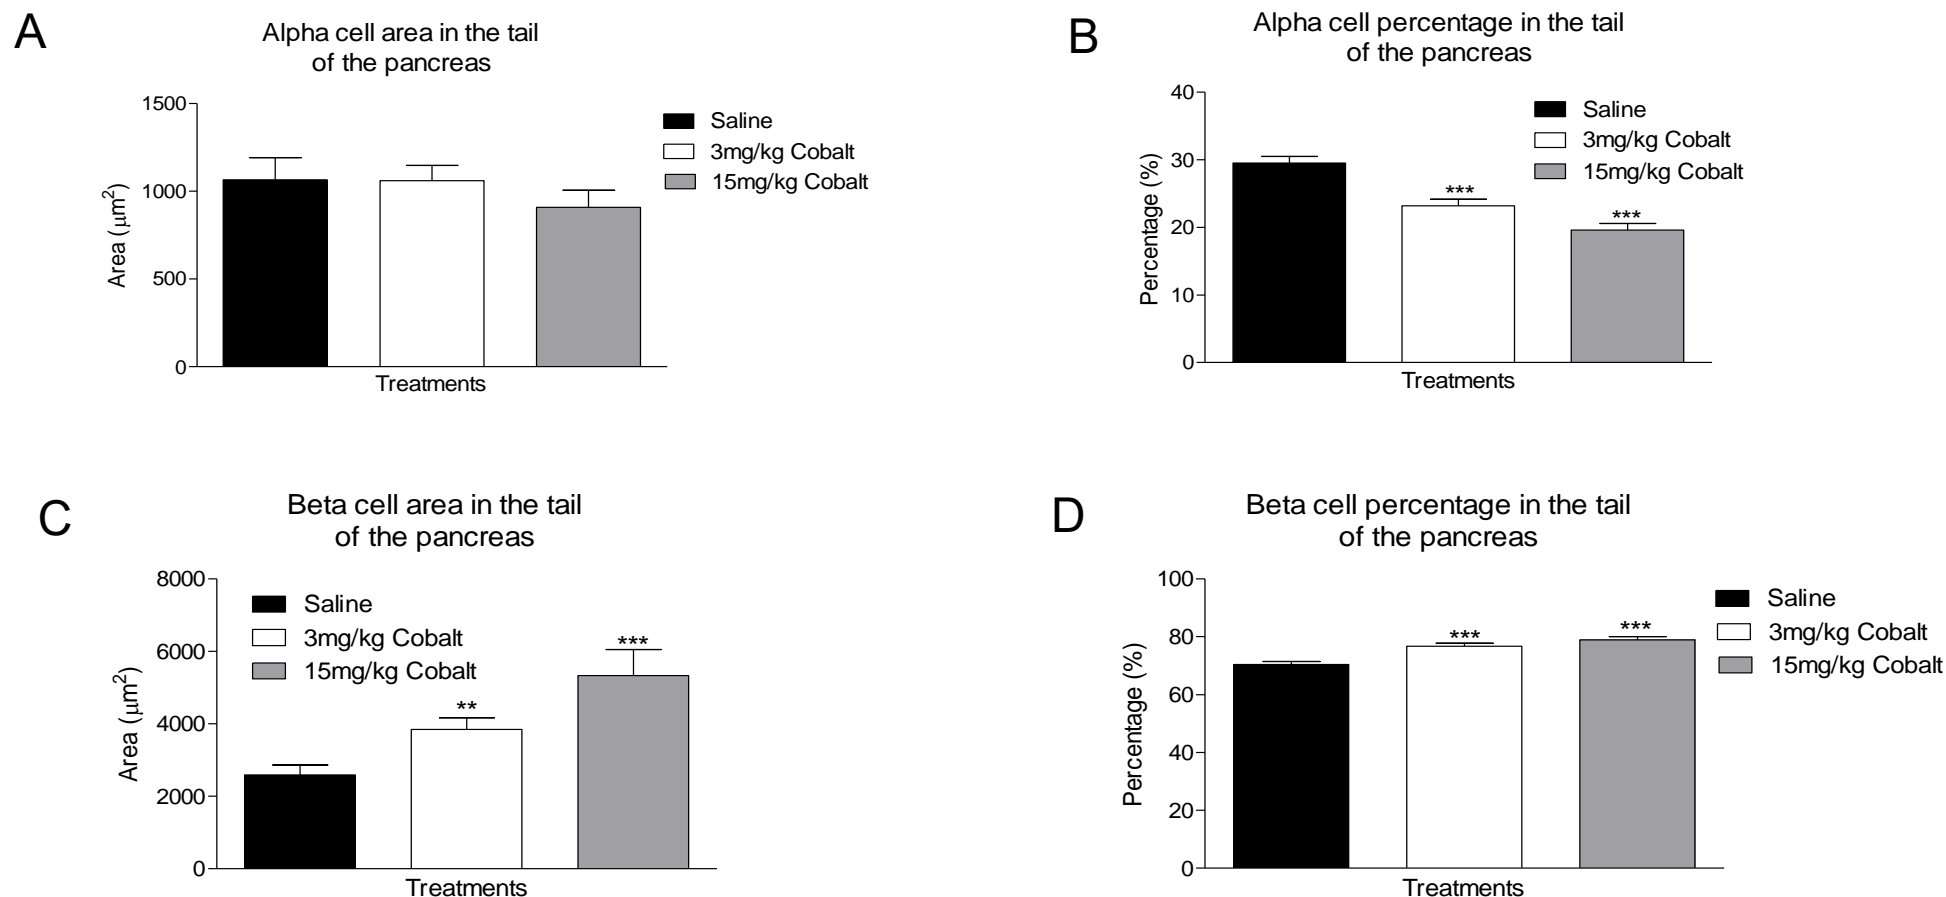 A
Alpha cell area in the tail
of the pancreas
1500
1000
500
0
Area (μm²)
Treatments
Saline
3mg/kg Cobalt
15mg/kg Cobalt
B
Alpha cell percentage in the tail
of the pancreas
40
30
20
10
0
Percentage (%)
***
***
Treatments
Saline
3mg/kg Cobalt
15mg/kg Cobalt
C
Beta cell area in the tail
of the pancreas
8000
6000
4000
2000
0
Area (μm²)
Saline
3mg/kg Cobalt
15mg/kg Cobalt
**
***
Treatments
D
Beta cell percentage in the tail
of the pancreas
100
80
60
40
20
0
Percentage (%)
***
***
Treatments
Saline
3mg/kg Cobalt
15mg/kg Cobalt